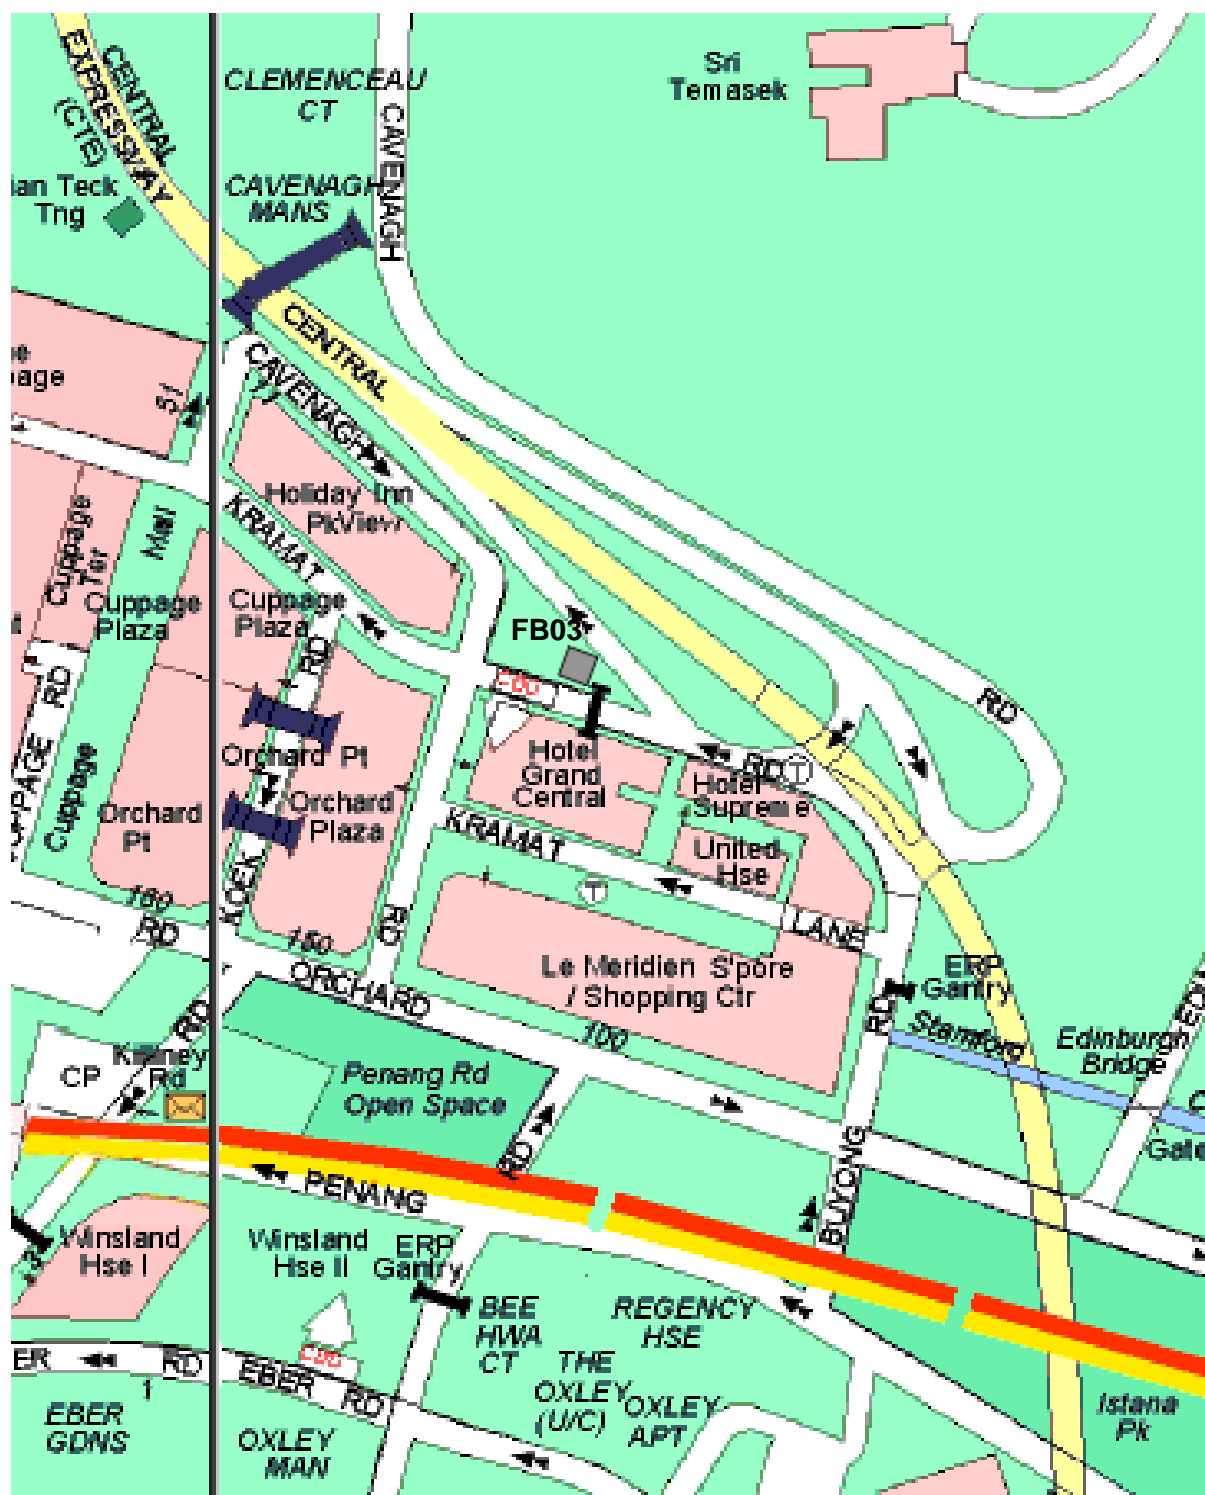 CENTRAL
EXPRESSWAY
(CTE)
CLEMENCEAU
CT
CAVENAGH
Sri
Temasek
ian Teck
Tng
CAVENAGH
MANS
CENTRAL
CAVENAGH
51
Holiday Inn
PkView
KRAMAT
Cuppage
Ter
Mall
Cuppage
Plaza
Cuppage
Plaza
RD
FB03
RD
RD
Orchard Pt
Hotel
Grand
Central
RD
T
Hotel
Supreme
Cuppage
Orchard
Pt
Orchard
Plaza
KRAMAT
United
Hse
T
LANE
KOEK
160
RD
150
RD
ORCHARD
Le Meridien S'pore
/ Shopping Ctr
ERP
Gantry
RD
100
Stamford
Edinburgh
Bridge
RD
Killiney
Rd
CP
Penang Rd
Open Space
RD
Gate
BUYONG
PENANG
Winsland
Hse I
Winsland
Hse II
ERP
Gantry
BEE
HWA
CT
REGENCY
HSE
THE
OXLEY
(U/C)
OXLEY
APT
ER
RD
EBER
RD
EBER
GDNS
OXLEY
MAN
Istana
Pk